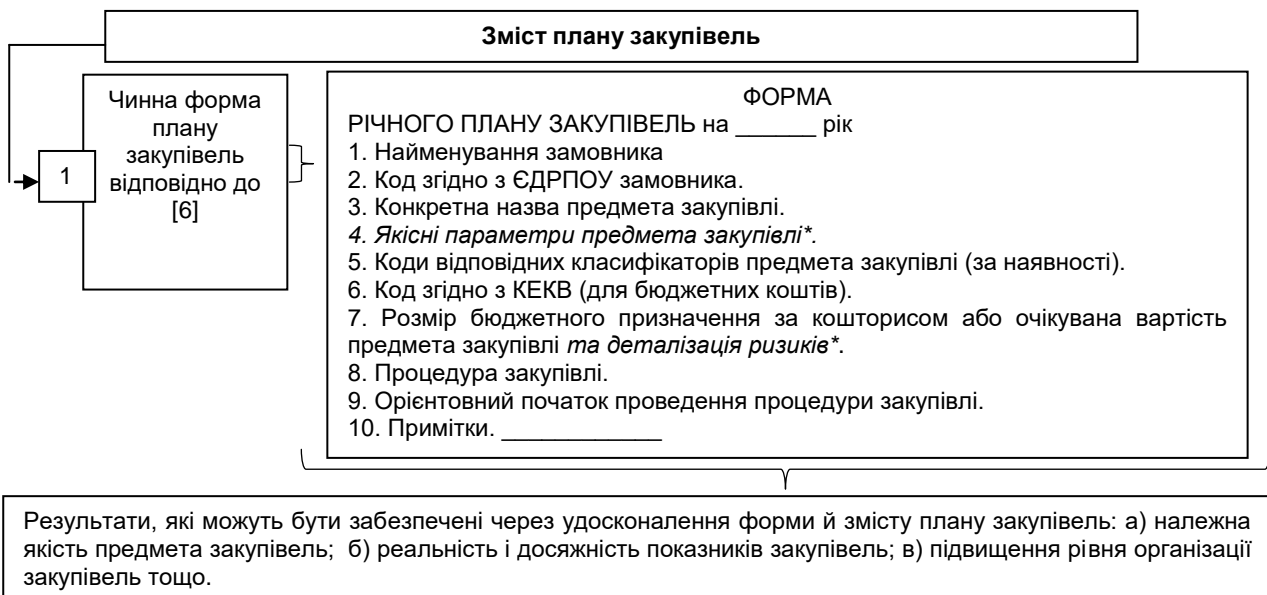 Зміст плану закупівель
Чинна форма
плану
закупівель
відповідно до
[6]
1
ФОРМА
РІЧНОГО ПЛАНУ ЗАКУПІВЕЛЬ на ______ рік
1. Найменування замовника
2. Код згідно з ЄДРПОУ замовника.
3. Конкретна назва предмета закупівлі.
4. Якісні параметри предмета закупівлі*.
5. Коди відповідних класифікаторів предмета закупівлі (за наявності).
6. Код згідно з КЕКВ (для бюджетних коштів).
7. Розмір бюджетного призначення за кошторисом або очікувана вартість
предмета закупівлі та деталізація ризиків*.
8. Процедура закупівлі.
9. Орієнтовний початок проведення процедури закупівлі.
10. Примітки. ____________
Результати, які можуть бути забезпечені через удосконалення форми й змісту плану закупівель: а) належна
якість предмета закупівель; б) реальність і досяжність показників закупівель; в) підвищення рівня організації
закупівель тощо.